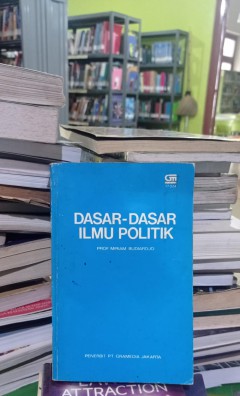 DASAR-DASAR
ILMU POLITIK
PROF. MIRIAM BUDIARDJO
PENERBIT PT GRAMEDIA JAKARTA
ATTRACTION